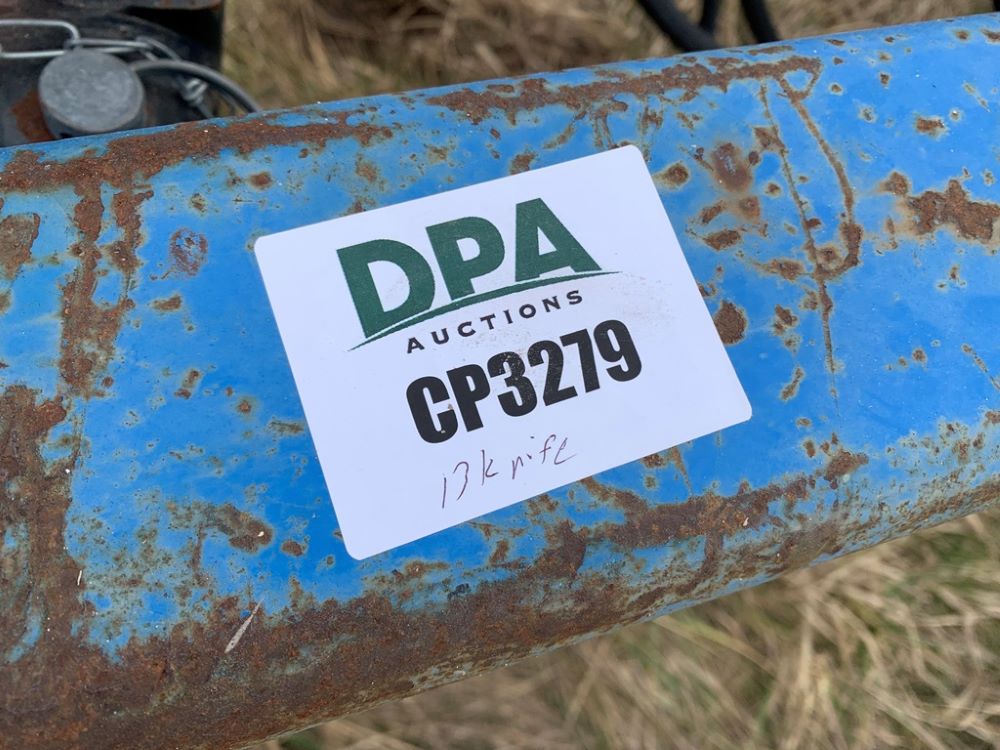 DPA
AUCTIONS
CP3279
13 knife